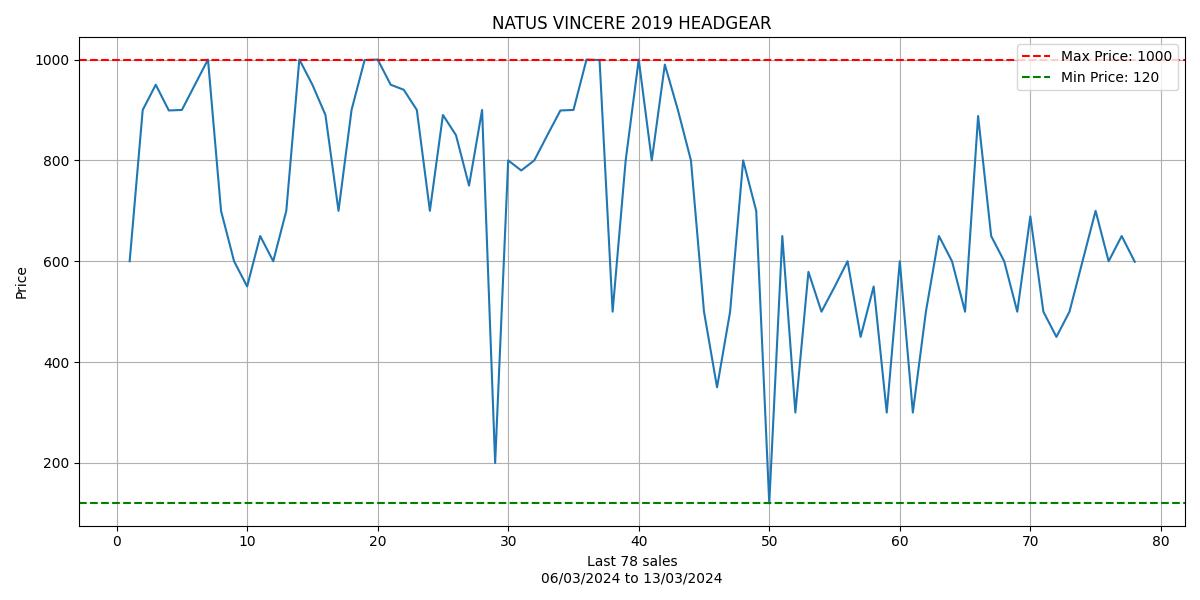 NATUS VINCERE 2019 HEADGEAR
Max Price: 1000
Min Price: 120
Price
1000
800
600
400
200
0 10 20 30 40 50 60 70 80
Last 78 sales
06/03/2024 to 13/03/2024